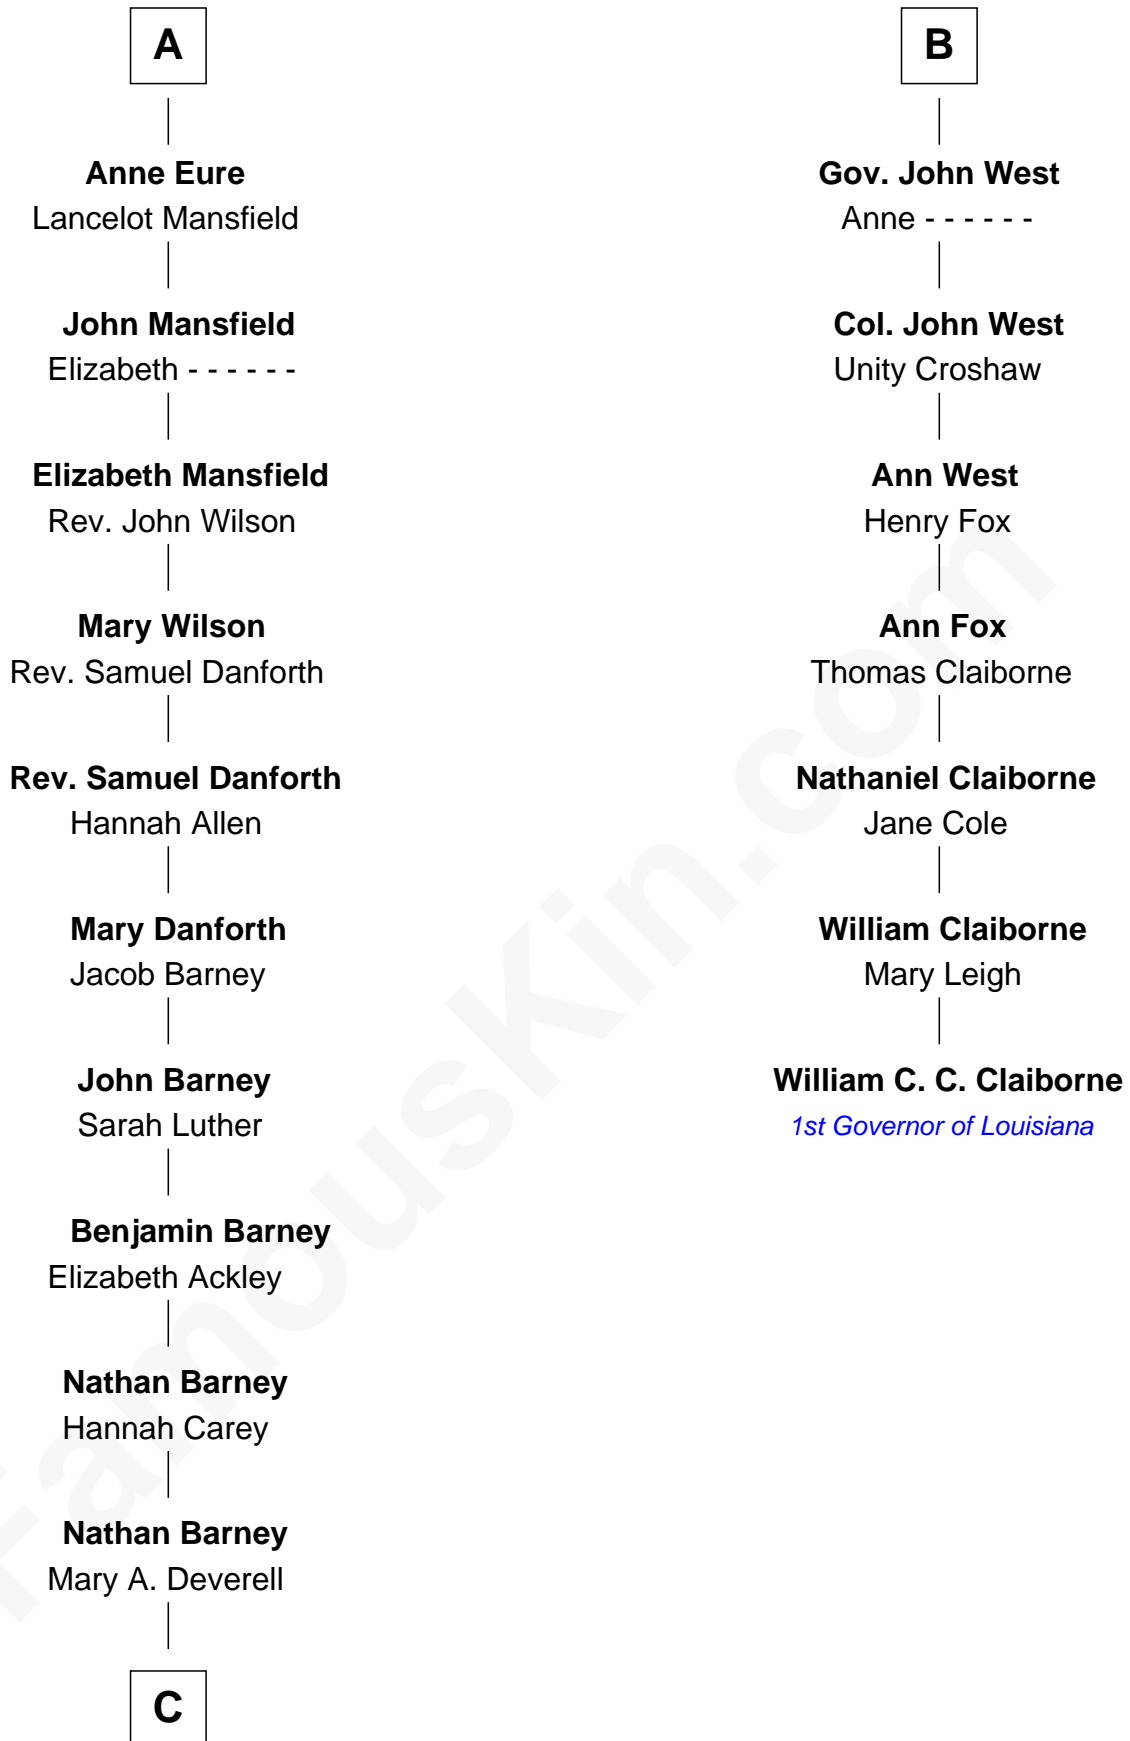 A
Anne Eure
Lancelot Mansfield
John Mansfield
Elizabeth - - - - - -
Elizabeth Mansfield
Rev. John Wilson
Mary Wilson
Rev. Samuel Danforth
Rev. Samuel Danforth
Hannah Allen
Mary Danforth
Jacob Barney
John Barney
Sarah Luther
Benjamin Barney
Elizabeth Ackley
Nathan Barney
Hannah Carey
Nathan Barney
Mary A. Deverell
C
B
Gov. John West
Anne - - - - - -
Col. John West
Unity Croshaw
Ann West
Henry Fox
Ann Fox
Thomas Claiborne
Nathaniel Claiborne
Jane Cole
William Claiborne
Mary Leigh
William C. C. Claiborne
1st Governor of Louisiana
FamousKin.com